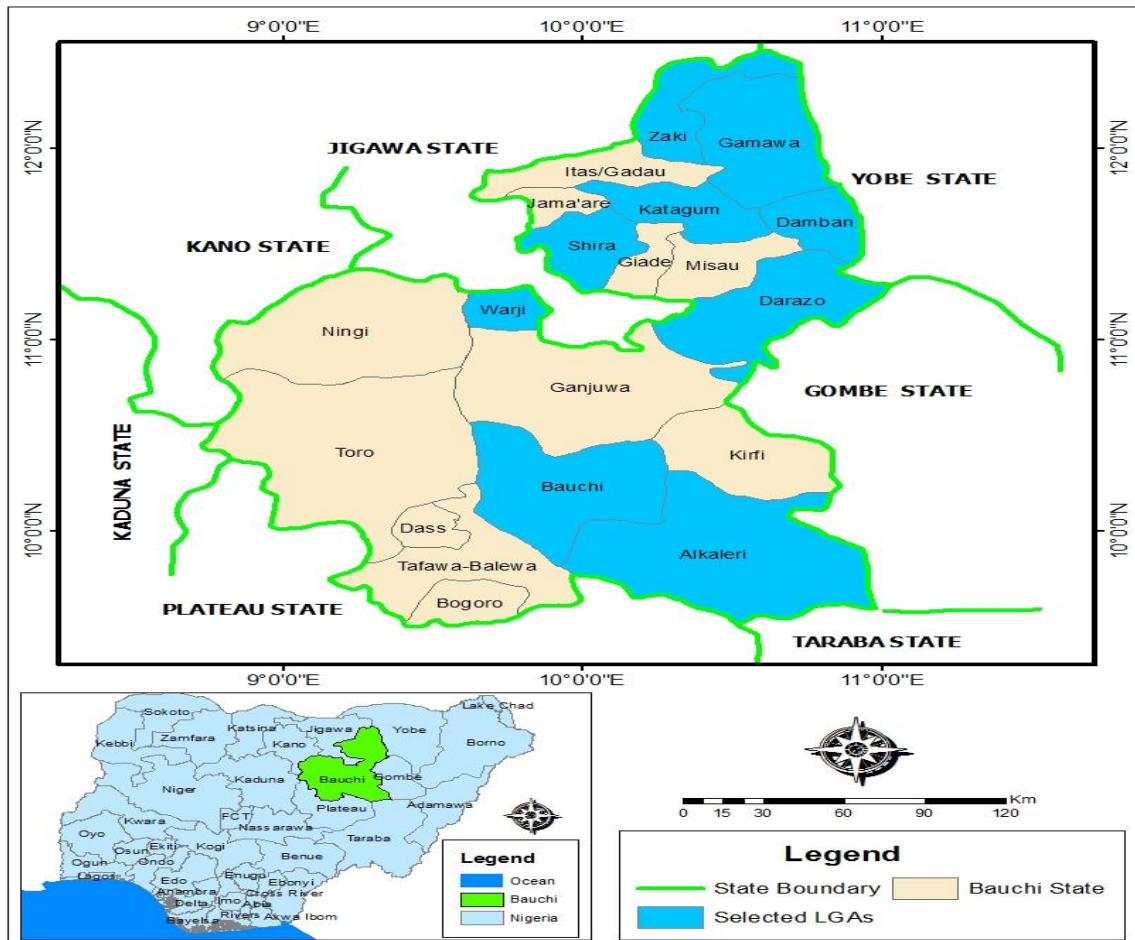 9°0'0"E 10°0'0"E 11°0'0"E
12°0'0"N
11°0'0"N
10°0'0"N
12°0'0"N
11°0'0"N
10°0'0"N
JIGAWA STATE
YOBE STATE
KANO STATE
GOMBE STATE
KADUNA STATE
PLATEAU STATE
TARABA STATE
Zaki
Gamawa
Itas/Gadau
Jama'are
Katagum
Damban
Shira
Giade
Misau
Darazo
Warji
Ningi
Ganjuwa
Toro
Kirfi
Bauchi
Dass
Alkaleri
Tafawa-Balewa
Bogoro
9°0'0"E 10°0'0"E 11°0'0"E
Sokoto
Lake Chad
Katsina
Jigawa
Yobe
Kebbi
Zamfara
Kano
Borno
Kaduna
Bauchi
Gombe
Niger
Plateau
Adamawa
FCT
Kwara
Nassarawa
Taraba
Oyo
Osun
Ekiti
Kogi
Benue
Ogun
Ondo
Lagos
Edo
Enugu
Ebonyi
Anambra
Cross River
Delta
Imo
Abia
Rivers
Akwa Ibom
Bayelsa
Legend
Ocean
Bauchi
Nigeria
Km
0 15 30 60 90 120
Legend
State Boundary
Bauchi State
Selected LGAs